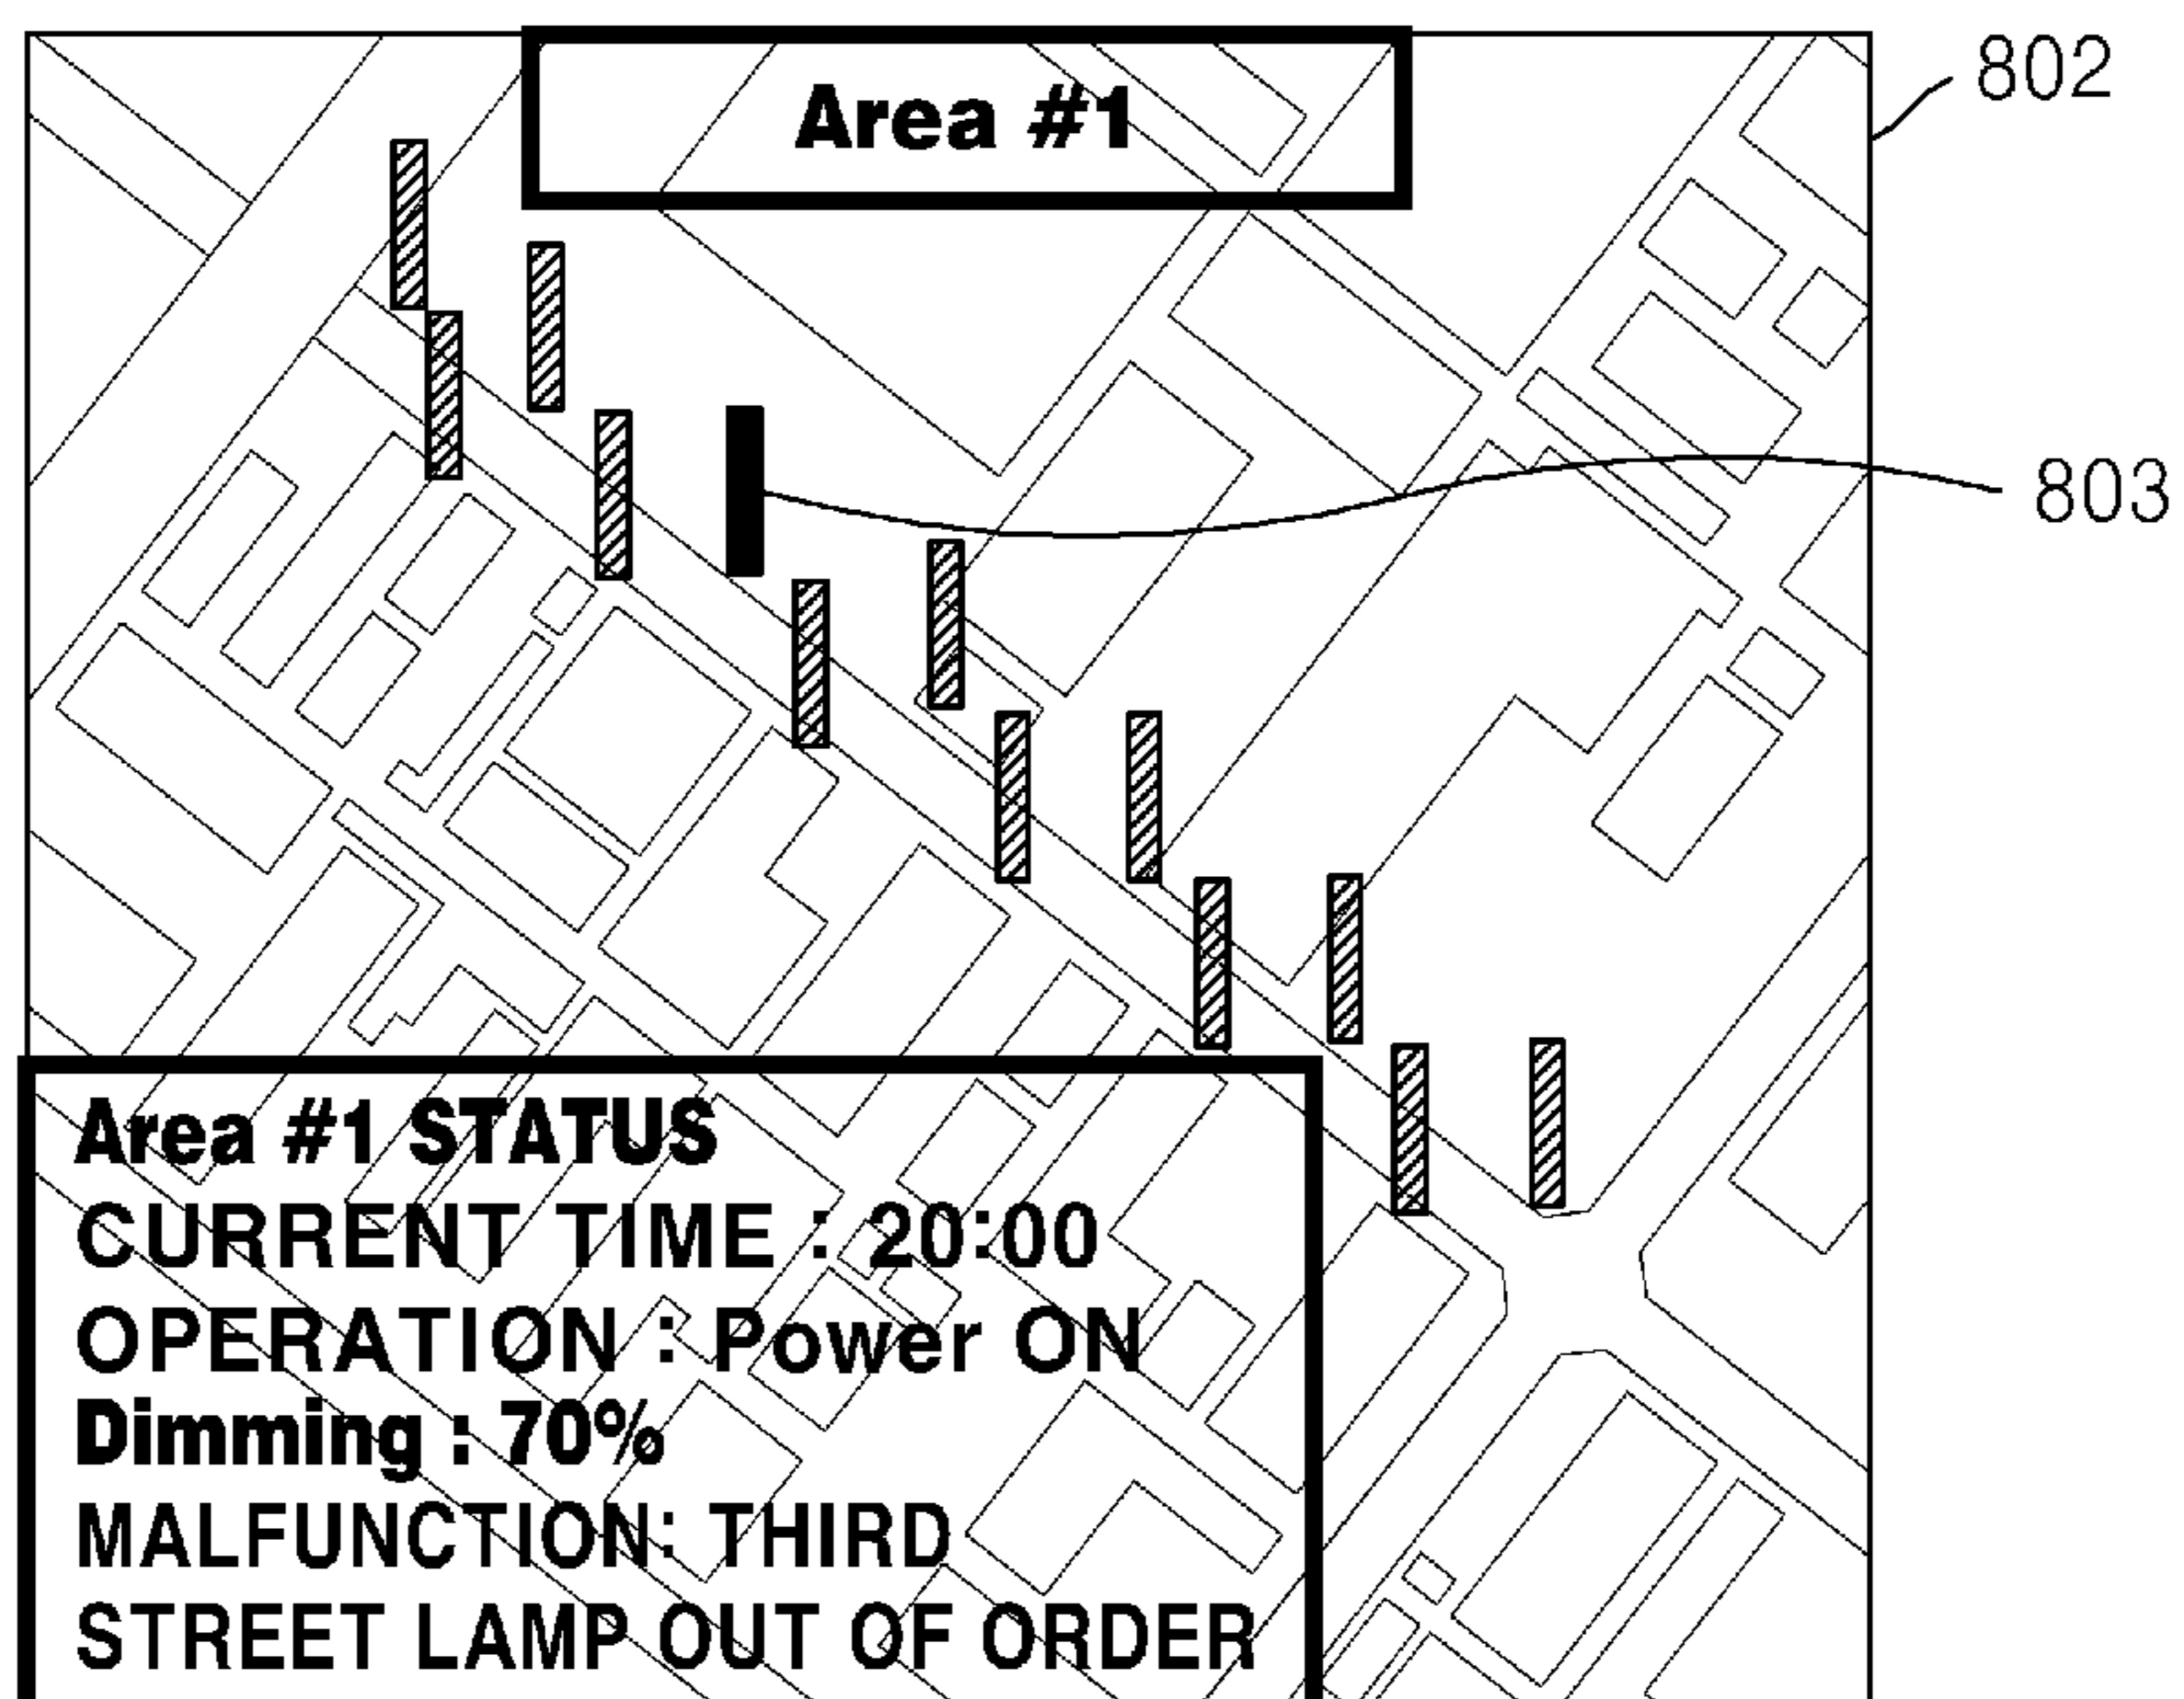 Area #1
802
803
Area #1 STATUS
CURRENT TIME : 20:00
OPERATION : Power ON
Dimming : 70%
MALFUNCTION: THIRD
STREET LAMP OUT OF ORDER